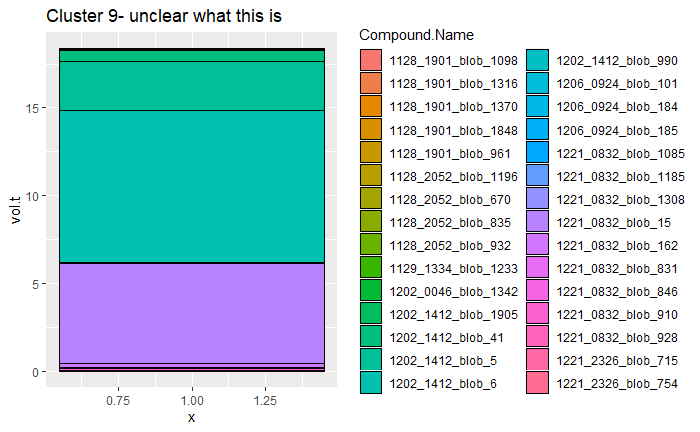 Cluster 9- unclear what this is
vol.t
15
10
5
0
0.75
1.00
1.25
x
Compound.Name
1128_1901_blob_1098
1128_1901_blob_1316
1128_1901_blob_1370
1128_1901_blob_1848
1128_1901_blob_961
1128_2052_blob_1196
1128_2052_blob_670
1128_2052_blob_835
1128_2052_blob_932
1129_1334_blob_1233
1202_0046_blob_1342
1202_1412_blob_1905
1202_1412_blob_41
1202_1412_blob_5
1202_1412_blob_6
1202_1412_blob_990
1206_0924_blob_101
1206_0924_blob_184
1206_0924_blob_185
1221_0832_blob_1085
1221_0832_blob_1185
1221_0832_blob_1308
1221_0832_blob_15
1221_0832_blob_162
1221_0832_blob_831
1221_0832_blob_846
1221_0832_blob_910
1221_0832_blob_928
1221_2326_blob_715
1221_2326_blob_754